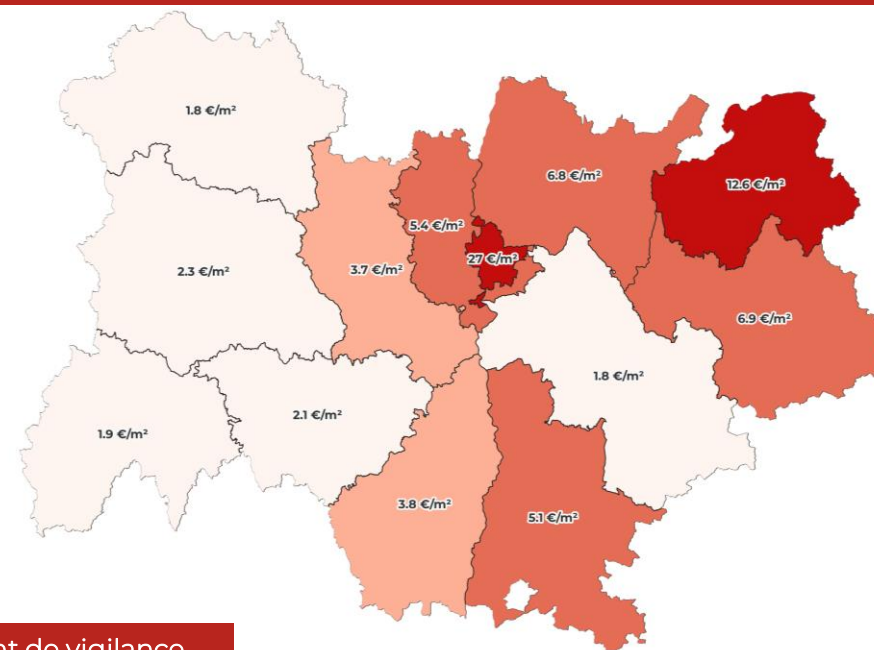 1.8 €/m²
6.8 €/m²
12.6 €/m²
5.4 €/m²
27 €/m²
2.3 €/m²
3.7 €/m²
6.9 €/m²
1.8 €/m²
2.1 €/m²
1.9 €/m²
3.8 €/m²
5.1 €/m²
de vigilance